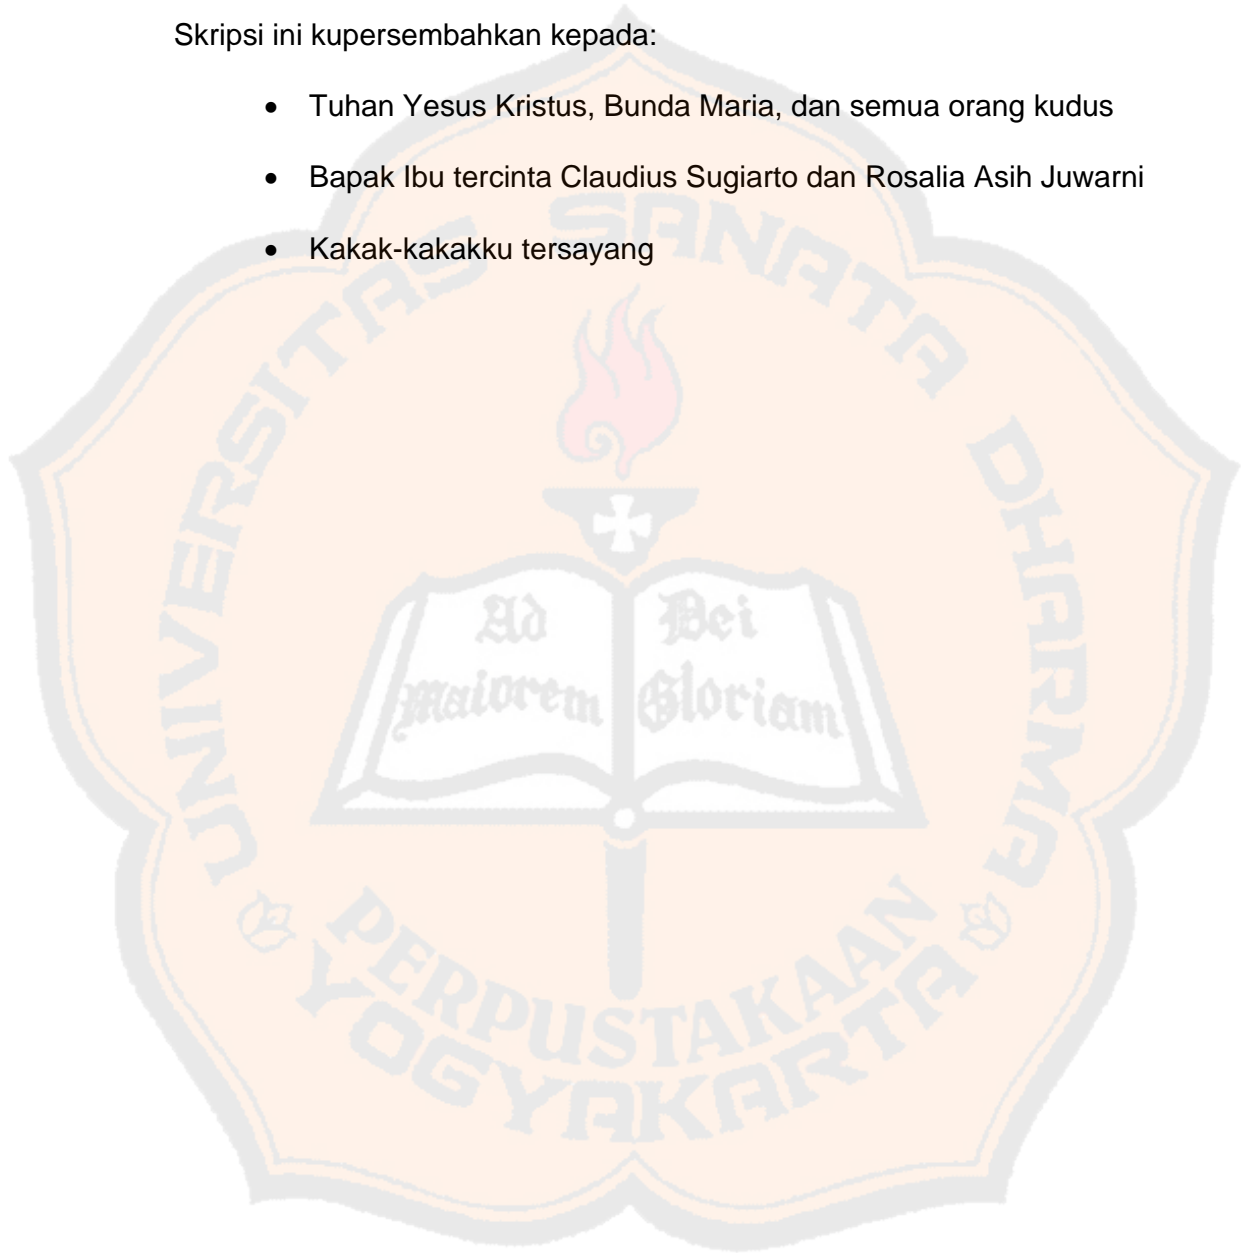 Skripsi ini kupersembahkan kepada:
• Tuhan Yesus Kristus, Bunda Maria, dan semua orang kudus
• Bapak Ibu tercinta Claudius Sugiarto dan Rosalia Asih Juwarni
• Kakak-kakakku tersayang
UNIVERSITAS SANATA DHARMA
Ad Dei
maiorem Gloriam
PERPUSTAKAAN
YOGYAKARTA